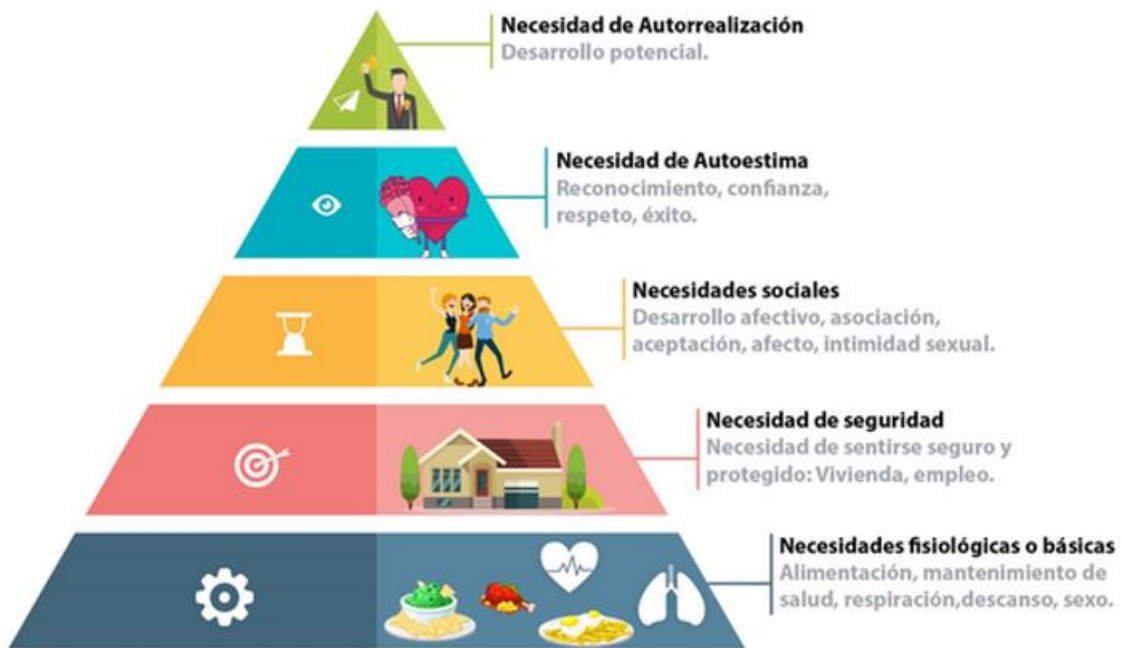 Necesidad de Autorrealización
Desarrollo potencial.
Necesidad de Autoestima
Reconocimiento, confianza,
respeto, éxito.
Necesidades sociales
Desarrollo afectivo, asociación,
aceptación, afecto, intimidad sexual.
Necesidad de seguridad
Necesidad de sentirse seguro y
protegido: Vivienda, empleo.
Necesidades fisiológicas o básicas
Alimentación, mantenimiento de
salud, respiración,descanso, sexo.